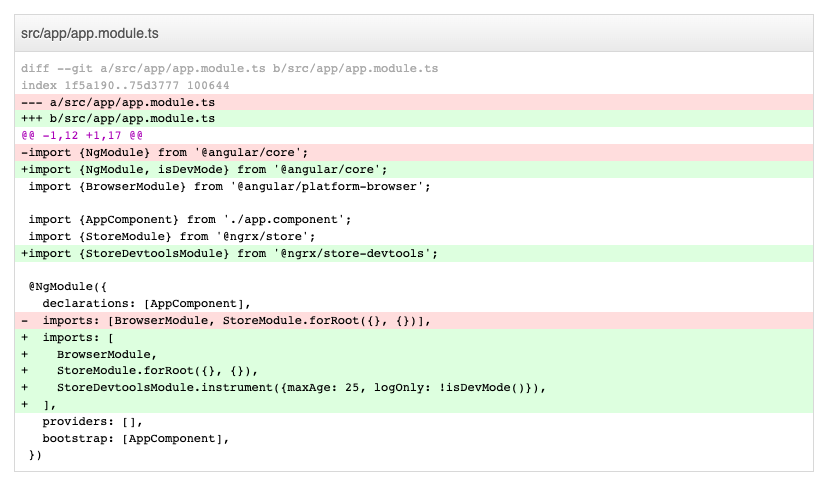 src/app/app.module.ts
diff --git a/src/app/app.module.ts b/src/app/app.module.ts
index 1f5a190..75d3777 100644
--- a/src/app/app.module.ts
+++ b/src/app/app.module.ts
@@ -1,12 +1,17 @@
-import {NgModule} from '@angular/core';
+import {NgModule, isDevMode} from '@angular/core';
 import {BrowserModule} from '@angular/platform-browser';

 import {AppComponent} from './app.component';
 import {StoreModule} from '@ngrx/store';
+import {StoreDevtoolsModule} from '@ngrx/store-devtools';

 @NgModule({
   declarations: [AppComponent],
-  imports: [BrowserModule, StoreModule.forRoot({}, {})],
+  imports: [
+    BrowserModule,
+    StoreModule.forRoot({}, {}),
+    StoreDevtoolsModule.instrument({maxAge: 25, logOnly: !isDevMode()}),
+  ],
   providers: [],
   bootstrap: [AppComponent],
 })